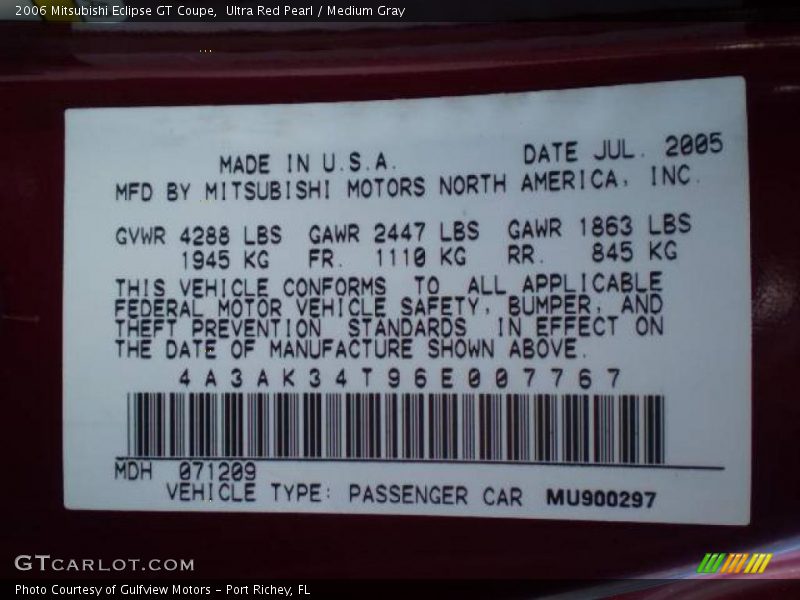 2006 Mitsubishi Eclipse GT Coupe,  Ultra Red Pearl / Medium Gray
MADE IN U.S.A. DATE JUL. 2005
MFD BY MITSUBISHI MOTORS NORTH AMERICA, INC.
GVWR 4288 LBS GAWR 2447 LBS GAWR 1863 LBS
1945 KG FR. 1110 KG RR. 845 KG
THIS VEHICLE CONFORMS TO ALL APPLICABLE
FEDERAL MOTOR VEHICLE SAFETY, BUMPER, AND
THEFT PREVENTION STANDARDS IN EFFECT ON
THE DATE OF MANUFACTURE SHOWN ABOVE.
4A3AK34T96E007767
MDH 071209
VEHICLE TYPE: PASSENGER CAR MU900297
GTCARLOT.COM
Photo Courtesy of Gulfview Motors – Port Richey, FL